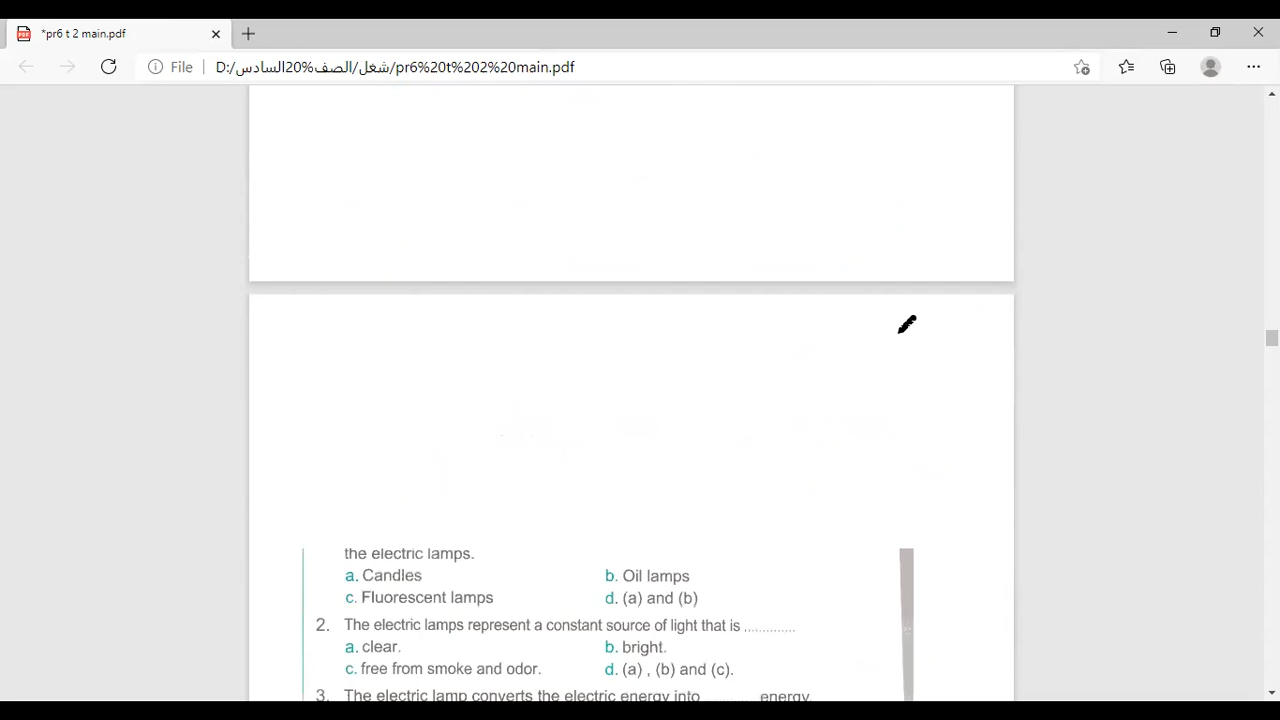 *pr6 t 2 main.pdf
File
D:/شغل/الصف%20السادس/pr6%20t%202%20main.pdf
the electric lamps.
a. Candles
b. Oil lamps
c. Fluorescent lamps
d. (a) and (b)
2. The electric lamps represent a constant source of light that is .............
a. clear.
b. bright.
c. free from smoke and odor.
d. (a) , (b) and (c).
3. The electric lamp converts the electric energy into ............ energy